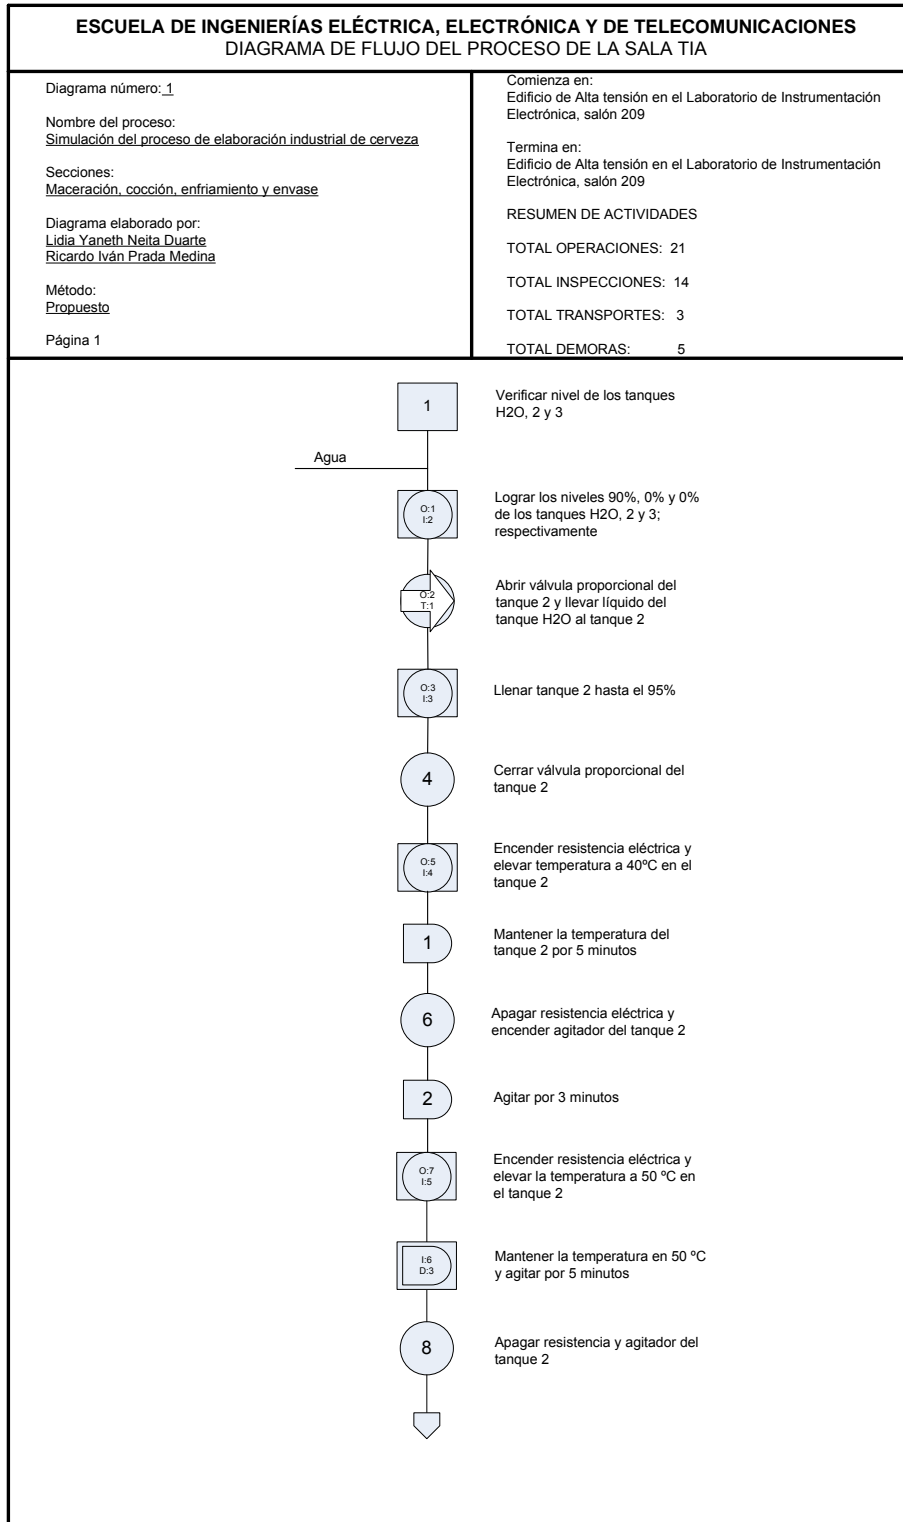 ESCUELA DE INGENIERÍAS ELÉCTRICA, ELECTRÓNICA Y DE TELECOMUNICACIONES
DIAGRAMA DE FLUJO DEL PROCESO DE LA SALA TIA
Diagrama número: 1
Nombre del proceso:
Simulación del proceso de elaboración industrial de cerveza
Secciones:
Maceración, cocción, enfriamiento y envase
Diagrama elaborado por:
Lidia Yaneth Neita Duarte
Ricardo Iván Prada Medina
Método:
Propuesto
Página 1
Comienza en:
Edificio de Alta tensión en el Laboratorio de Instrumentación
Electrónica, salón 209
Termina en:
Edificio de Alta tensión en el Laboratorio de Instrumentación
Electrónica, salón 209
RESUMEN DE ACTIVIDADES
TOTAL OPERACIONES: 21
TOTAL INSPECCIONES: 14
TOTAL TRANSPORTES: 3
TOTAL DEMORAS: 5
1
Verificar nivel de los tanques
H2O, 2 y 3
Agua
O:1
I:2
Lograr los niveles 90%, 0% y 0%
de los tanques H2O, 2 y 3;
respectivamente
O:2
T:1
Abrir válvula proporcional del
tanque 2 y llevar líquido del
tanque H2O al tanque 2
O:3
I:3
Llenar tanque 2 hasta el 95%
4
Cerrar válvula proporcional del
tanque 2
O:5
I:4
Encender resistencia eléctrica y
elevar temperatura a 40ºC en el
tanque 2
1
Mantener la temperatura del
tanque 2 por 5 minutos
6
Apagar resistencia eléctrica y
encender agitador del tanque 2
2
Agitar por 3 minutos
O:7
I:5
Encender resistencia eléctrica y
elevar la temperatura a 50 ºC en
el tanque 2
I:6
D:3
Mantener la temperatura en 50 ºC
y agitar por 5 minutos
8
Apagar resistencia y agitador del
tanque 2